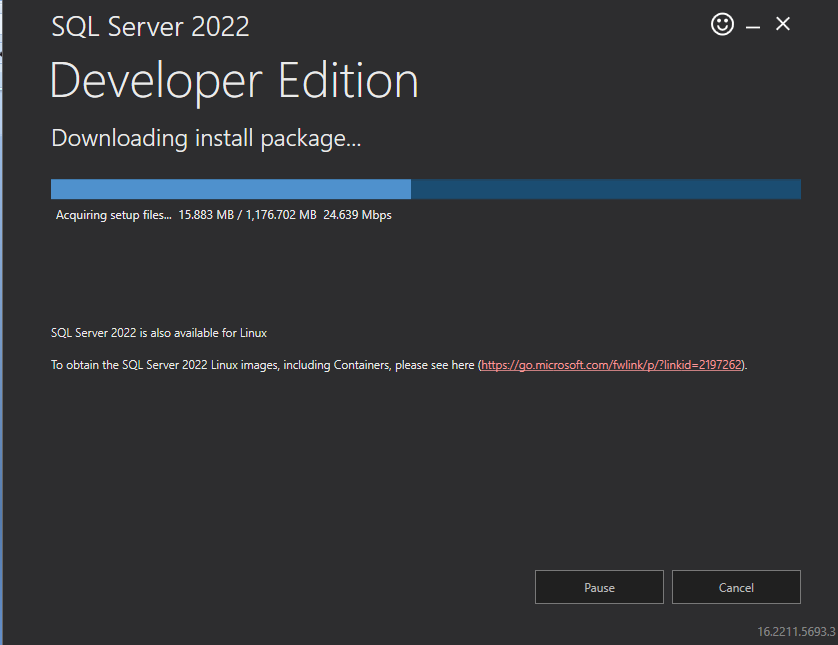 SQL Server 2022
Developer Edition
Downloading install package...
Acquiring setup files... 15.883 MB / 1,176.702 MB 24.639 Mbps
SQL Server 2022 is also available for Linux
To obtain the SQL Server 2022 Linux images, including Containers, please see here (https://go.microsoft.com/fwlink/p/?linkid=2197262).
Pause Cancel
16.2211.5693.3